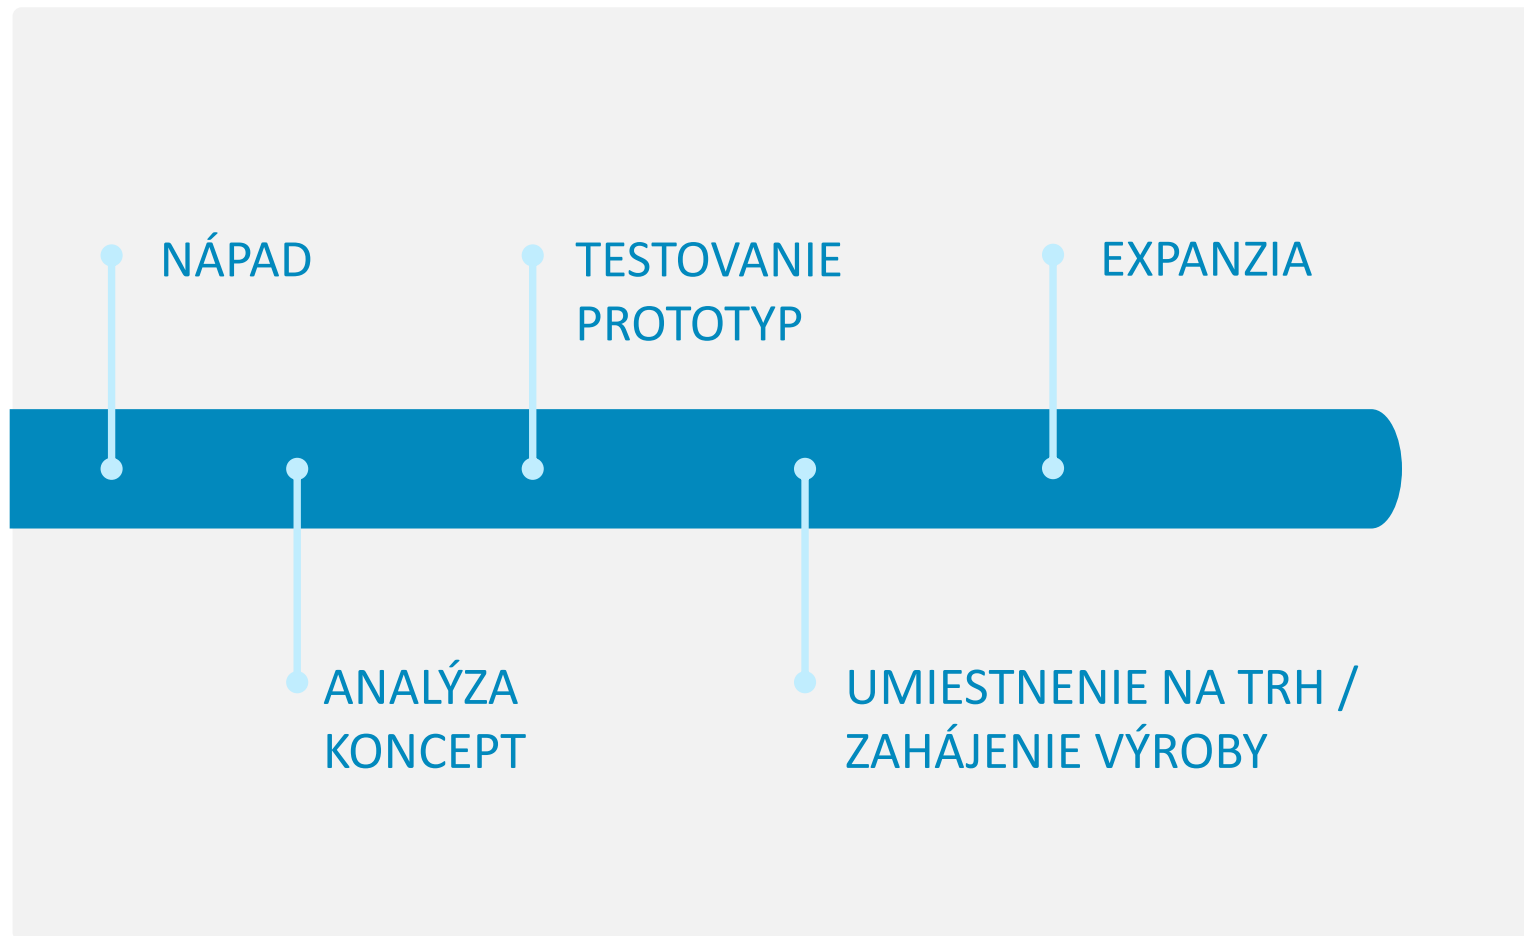 NÁPAD
ANALÝZA
KONCEPT
TESTOVANIE
PROTOTYP
UMIESTNENIE NA TRH /
ZAHÁJENIE VÝROBY
EXPANZIA